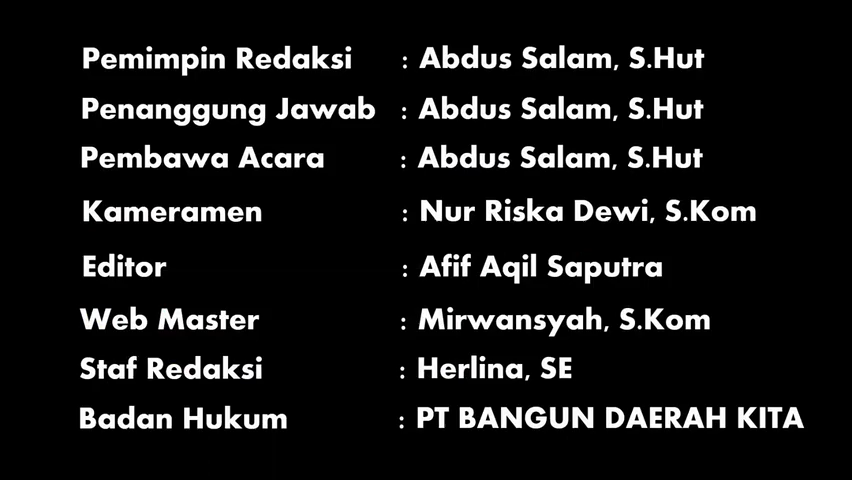 Pemimpin Redaksi : Abdus Salam, S.Hut
Penanggung Jawab : Abdus Salam, S.Hut
Pembawa Acara : Abdus Salam, S.Hut
Kameramen : Nur Riska Dewi, S.Kom
Editor : Afif Aqil Saputra
Web Master : Mirwansyah, S.Kom
Staf Redaksi : Herlina, SE
Badan Hukum : PT BANGUN DAERAH KITA